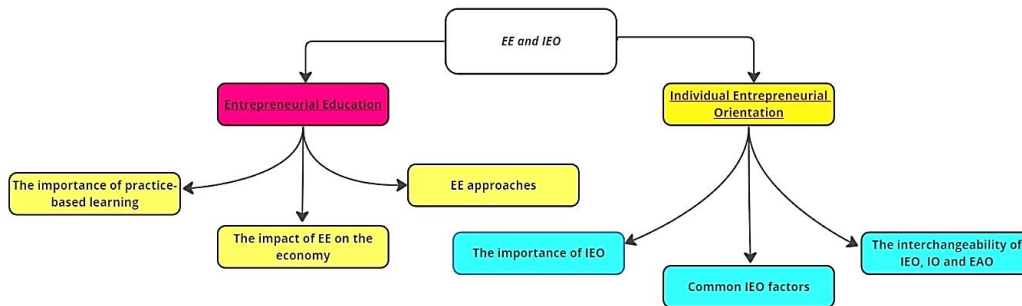 EE and IEO
Entrepreneurial Education
Individual Entrepreneurial
Orientation
The importance of practice-
based learning
EE approaches
The impact of EE on the
economy
The importance of IEO
Common IEO factors
The interchangeability of
IEO, IO and EAO